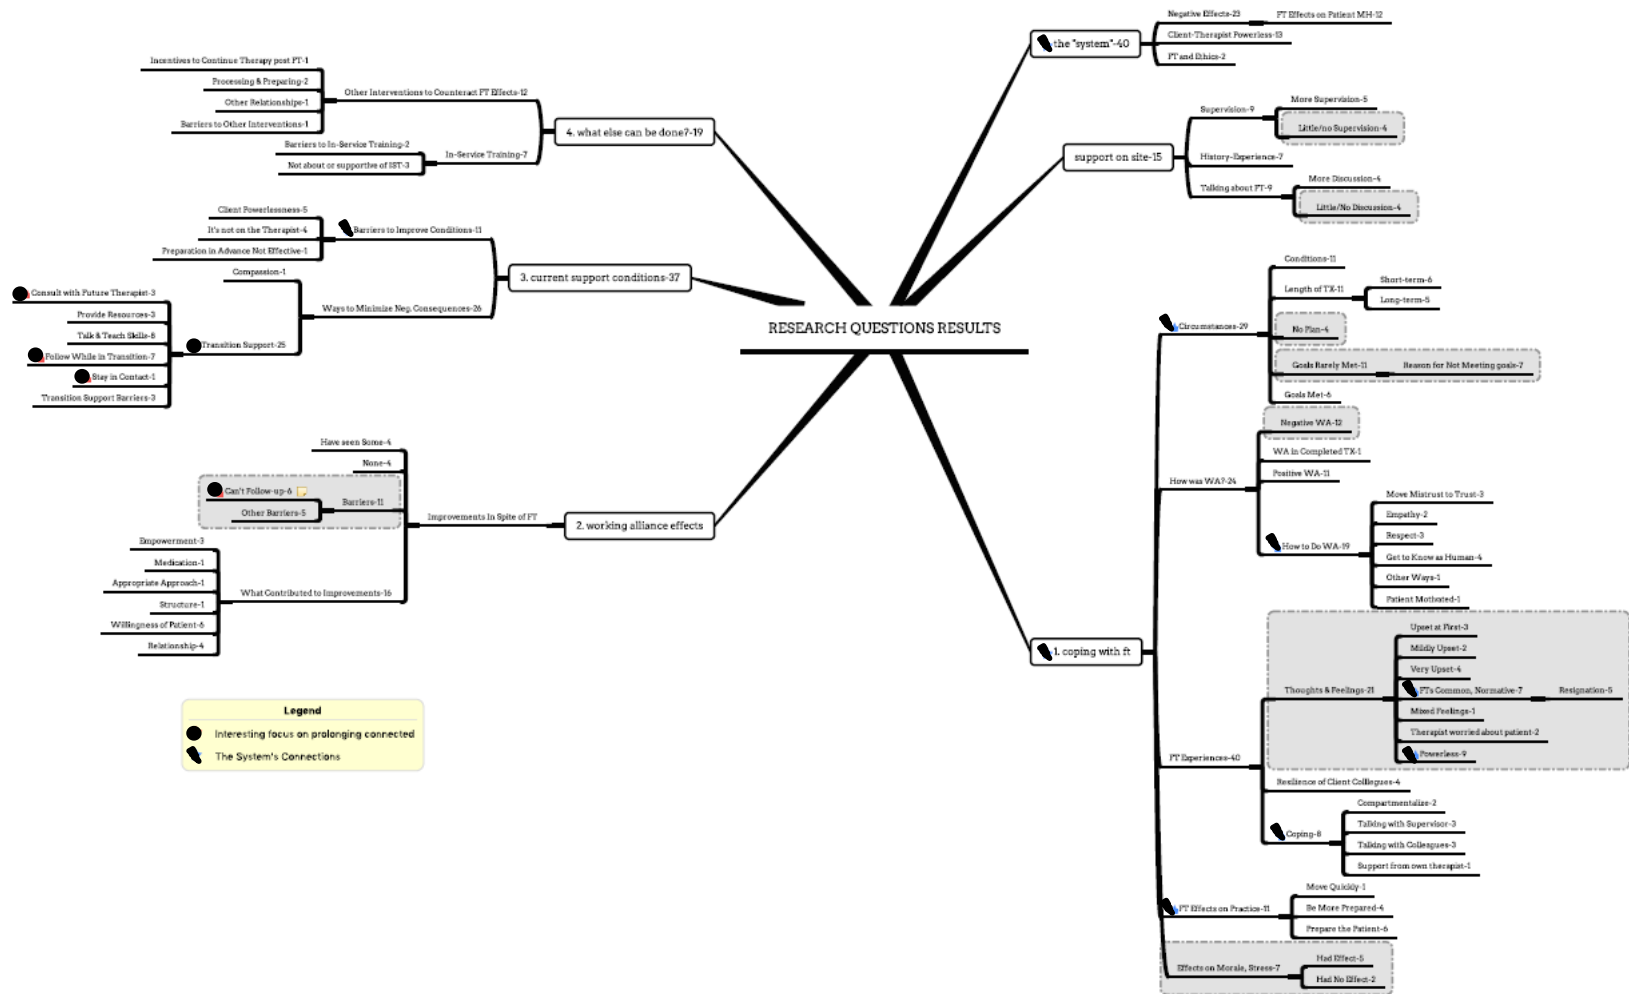 RESEARCH QUESTIONS RESULTS
the "system"-40
Negative Effects-23
FT Effects on Patient MH-12
Client-Therapist Powerless-13
FT and Ethics-2
support on site-15
Supervision-9
More Supervision-5
Little/no Supervision-4
History-Experience-7
Talking about FT-9
More Discussion-4
Little/No Discussion-4
1. coping with ft
Circumstances-29
Conditions-11
Length of TX-11
Short-term-6
Long-term-5
No Plan-4
Goals Rarely Met-11
Reason for Not Meeting goals-7
Goals Met-6
How was WA?-24
Negative WA-12
WA in Completed TX-1
Positive WA-11
How to Do WA-19
Move Mistrust to Trust-3
Empathy-2
Respect-3
Get to Know as Human-4
Other Ways-1
Patient Motivated-1
FT Experiences-40
Thoughts & Feelings-21
Upset at First-3
Mildly Upset-2
Very Upset-4
FTs Common, Normative-7
Resignation-5
Mixed Feelings-1
Therapist worried about patient-2
Powerless-9
Resilience of Client Colllegues-4
Coping-8
Compartmentalize-2
Talking with Supervisor-3
Talking with Colleagues-3
Support from own therapist-1
FT Effects on Practice-11
Move Quickly-1
Be More Prepared-4
Prepare the Patient-6
Effects on Morale, Stress-7
Had Effect-5
Had No Effect-2
2. working alliance effects
Improvements In Spite of FT
Have seen Some-4
None-4
Barriers-11
Can't Follow-up-6
Other Barriers-5
What Contributed to Improvements-16
Empowerment-3
Medication-1
Appropriate Approach-1
Structure-1
Willingness of Patient-6
Relationship-4
3. current support conditions-37
Barriers to Improve Conditions-11
Client Powerlessness-5
It's not on the Therapist-4
Preparation in Advance Not Effective-1
Ways to Minimize Neg. Consequences-26
Compassion-1
Transition Support-25
Consult with Future Therapist-3
Provide Resources-3
Talk & Teach Skills-8
Follow While in Transition-7
Stay in Contact-1
Transition Support Barriers-3
4. what else can be done?-19
Other Interventions to Counteract FT Effects-12
Incentives to Continue Therapy post FT-1
Processing & Preparing-2
Other Relationships-1
Barriers to Other Interventions-1
In-Service Training-7
Barriers to In-Service Training-2
Not about or supportive of IST-3
Legend
Interesting focus on prolonging connected
The System's Connections